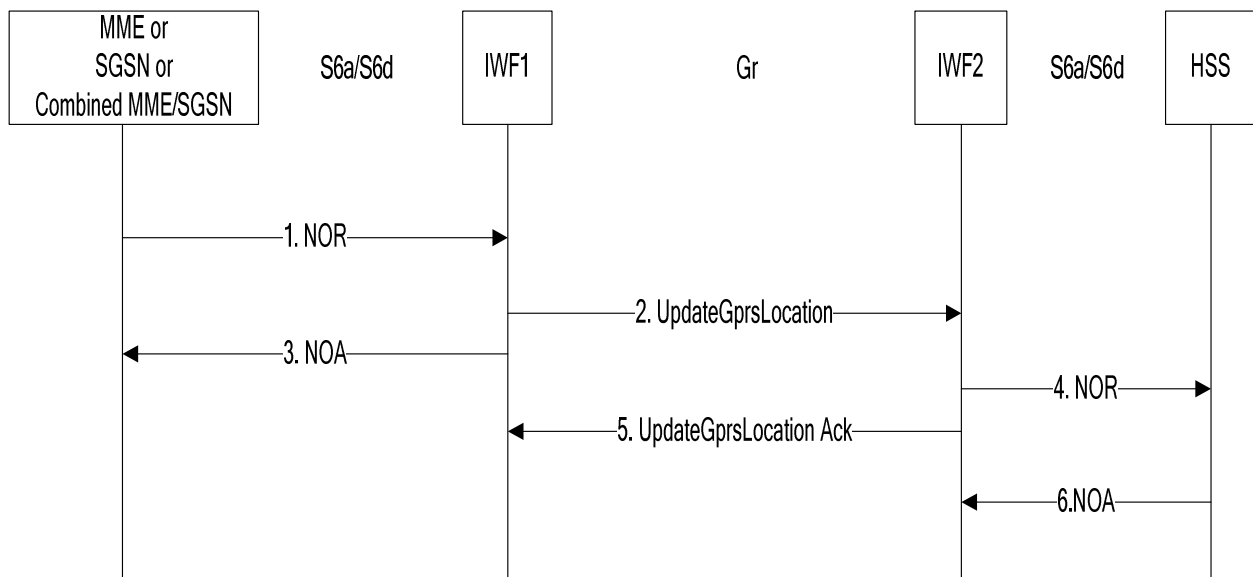 MME or
SGSN or
Combined MME/SGSN
S6a/S6d
IWF1
Gr
IWF2
S6a/S6d
HSS
1. NOR
2. UpdateGprsLocation
3. NOA
4. NOR
5. UpdateGprsLocation Ack
6.NOA